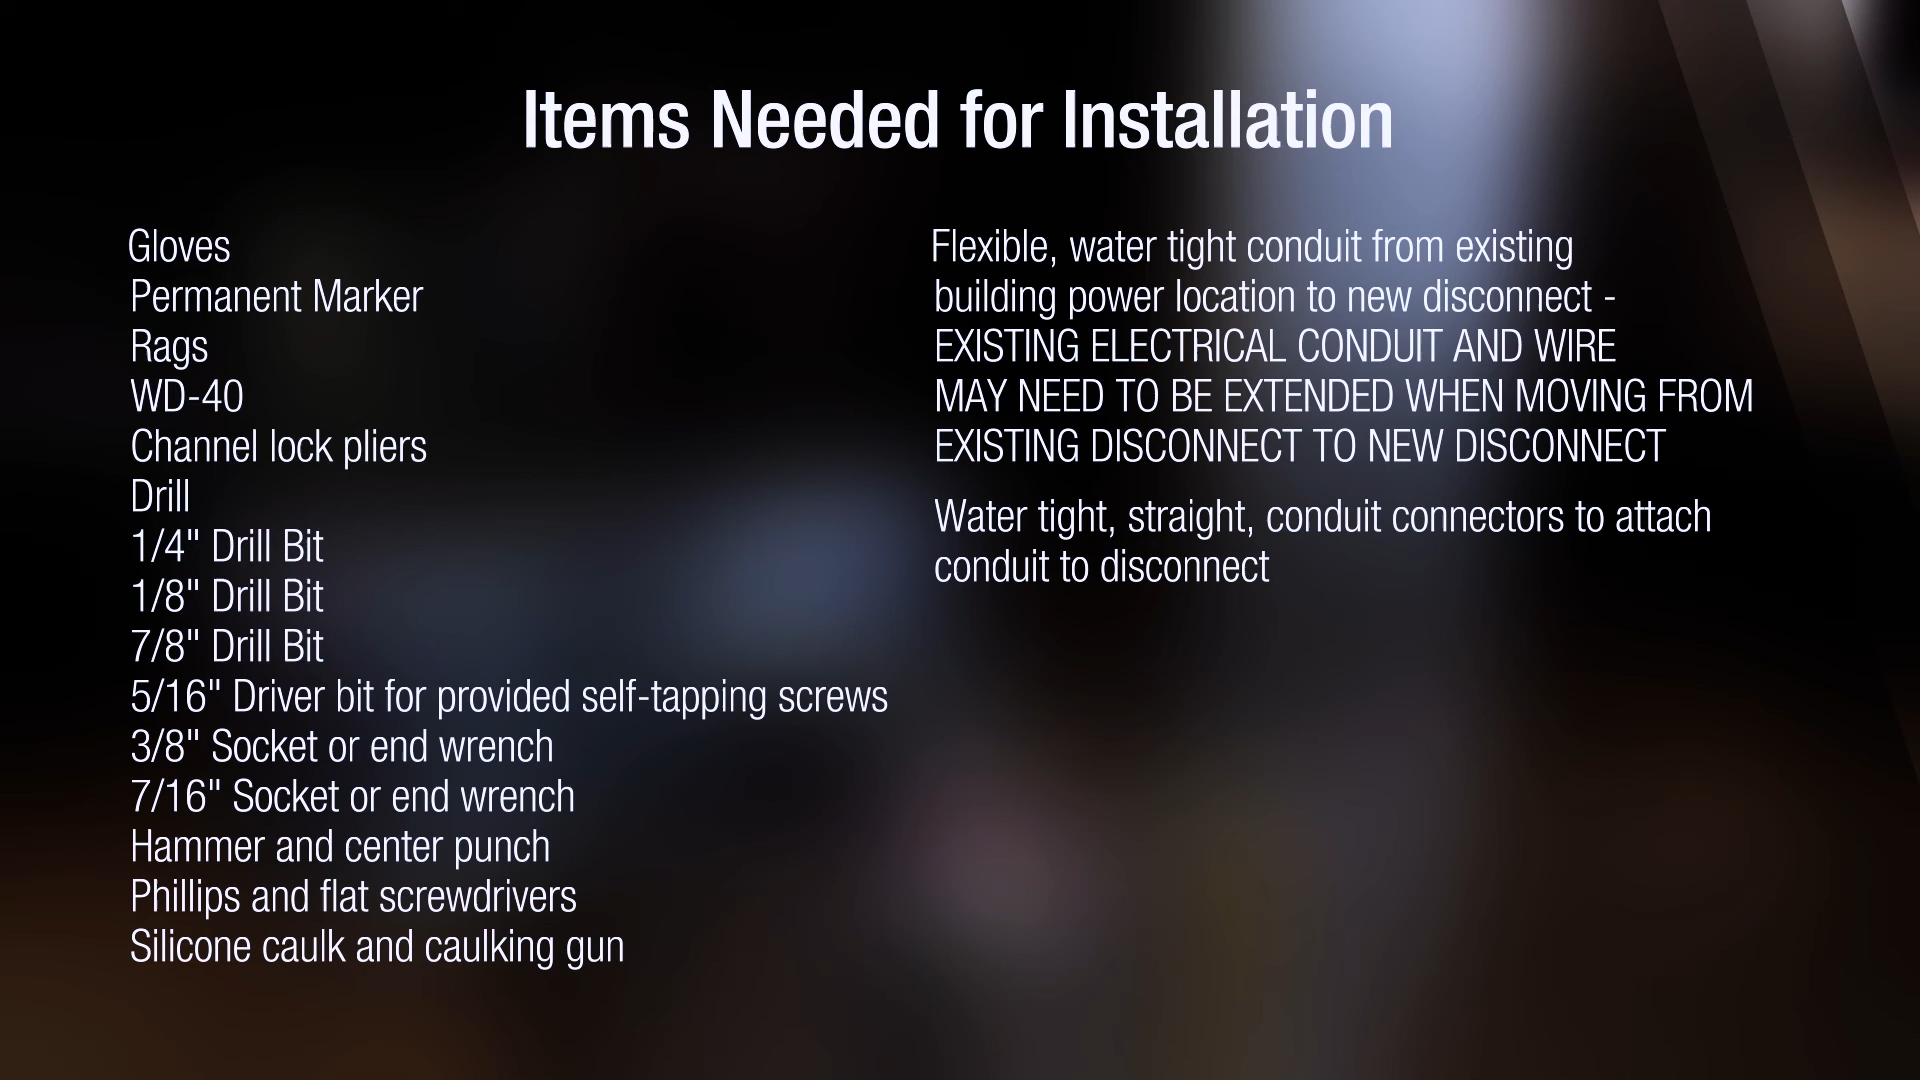 Items Needed for Installation
Gloves
Permanent Marker
Rags
WD-40
Channel lock pliers
Drill
1/4" Drill Bit
1/8" Drill Bit
7/8" Drill Bit
5/16" Driver bit for provided self-tapping screws
3/8" Socket or end wrench
7/16" Socket or end wrench
Hammer and center punch
Phillips and flat screwdrivers
Silicone caulk and caulking gun
Flexible, water tight conduit from existing
building power location to new disconnect -
EXISTING ELECTRICAL CONDUIT AND WIRE
MAY NEED TO BE EXTENDED WHEN MOVING FROM
EXISTING DISCONNECT TO NEW DISCONNECT
Water tight, straight, conduit connectors to attach
conduit to disconnect